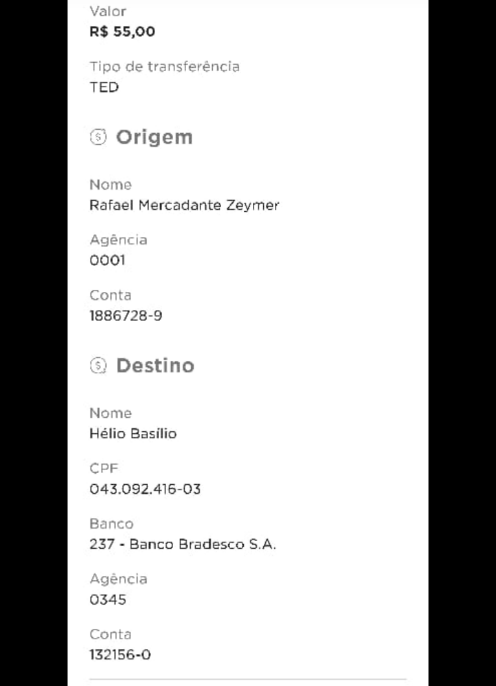 Valor
R$ 55,00
Tipo de transferência
TED
Origem
Nome
Rafael Mercadante Zeymer
Agência
0001
Conta
1886728-9
Destino
Nome
Hélio Basílio
CPF
043.092.416-03
Banco
237 - Banco Bradesco S.A.
Agência
0345
Conta
132156-0